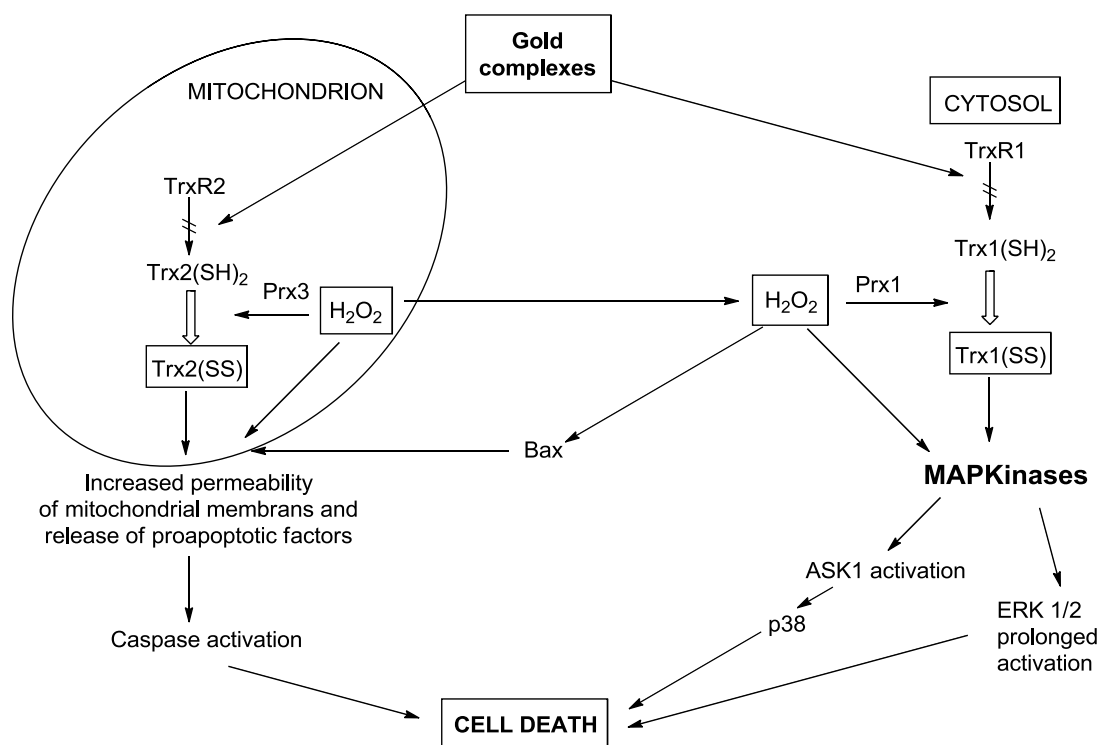 Gold
complexes
MITOCHONDRION
CYTOSOL
TrxR1
TrxR2
Trx1(SH)2
Trx2(SH)2
Prx3
H2O2
H2O2
Prx1
Trx2(SS)
Trx1(SS)
Bax
Increased permeability
of mitochondrial membrans and
release of proapoptotic factors
MAPKinases
ASK1 activation
p38
ERK 1/2
prolonged
activation
Caspase activation
CELL DEATH